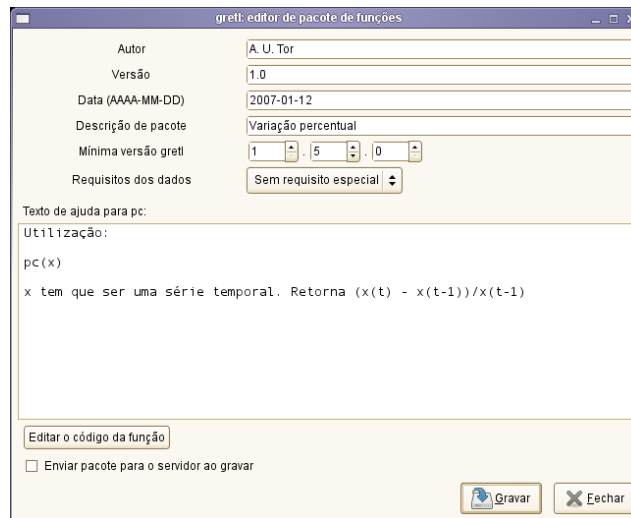 gretl: editor de pacote de funções
Autor A. U. Tor
Versão 1.0
Data (AAAA-MM-DD) 2007-01-12
Descrição de pacote Variação percentual
Mínima versão gretl 1 . 5 . 0
Requisitos dos dados Sem requisito especial
Texto de ajuda para pc:
Utilização:
pc(x)
x tem que ser uma série temporal. Retorna (x(t) - x(t-1))/x(t-1)
Editar o código da função
Enviar pacote para o servidor ao gravar
Gravar Fechar